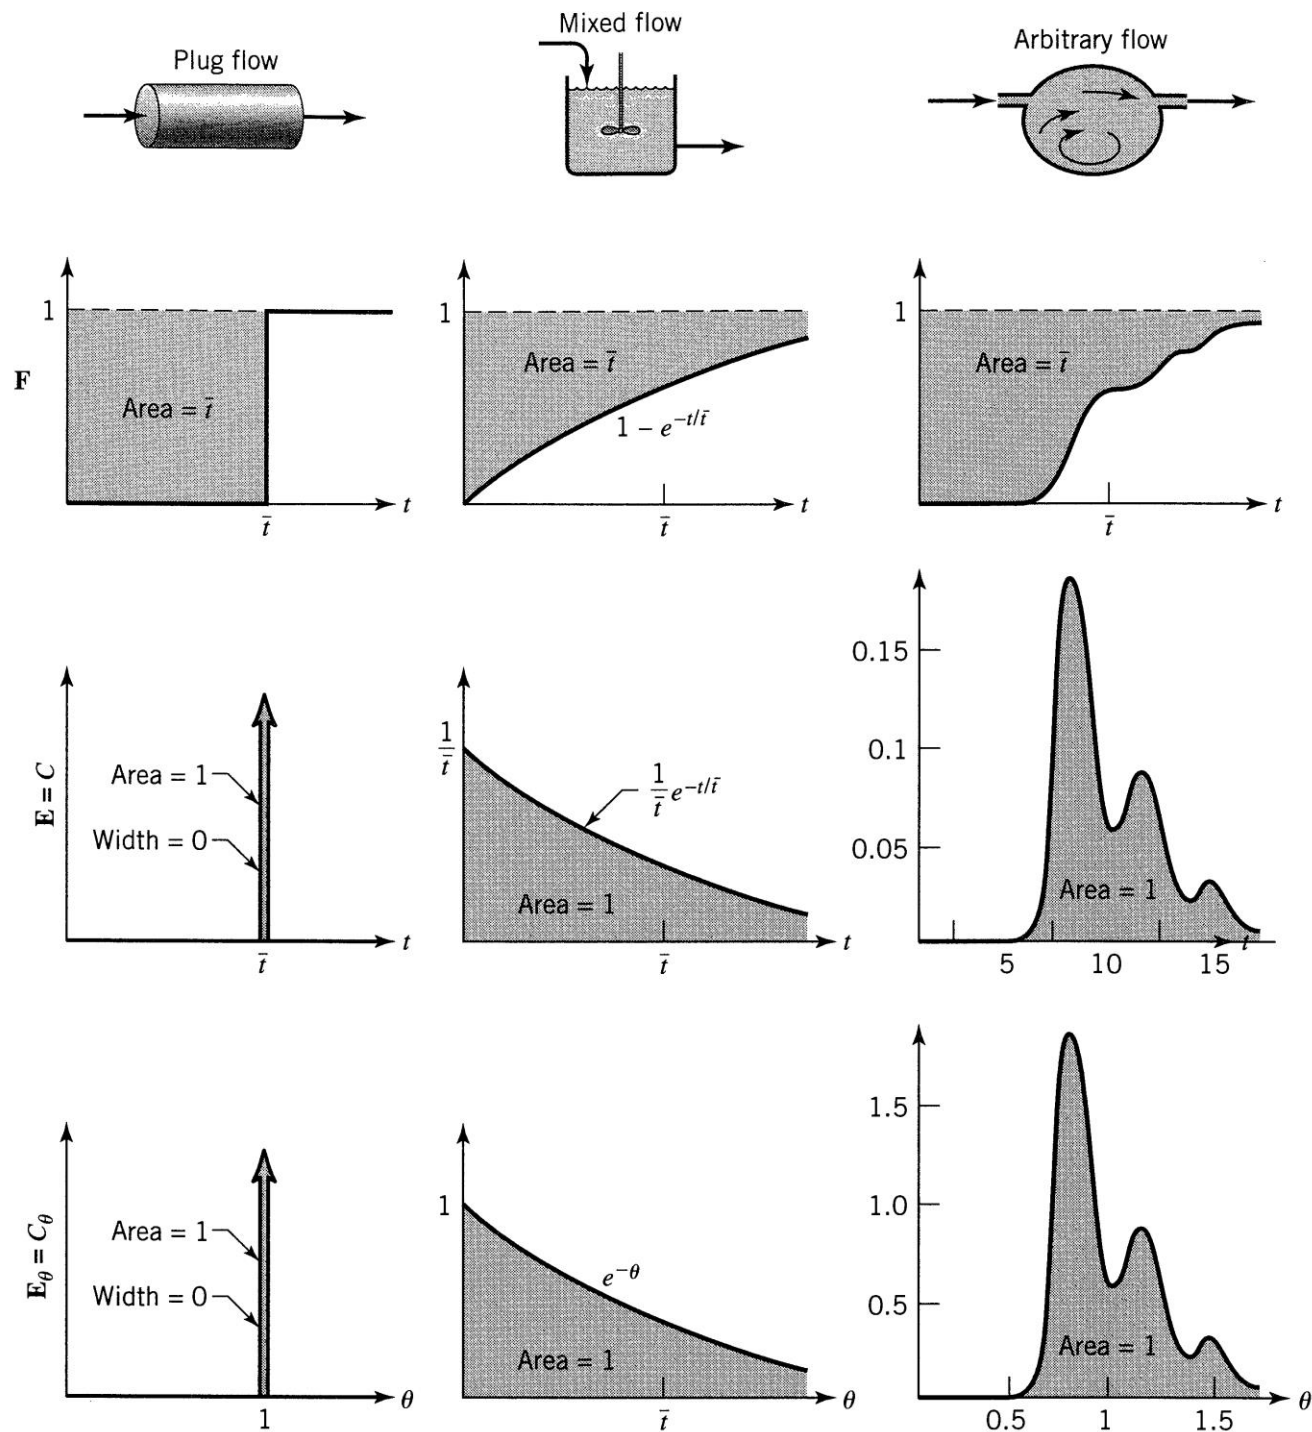 Plug flow
Mixed flow
Arbitrary flow
F
1
Area = t̄
t̄
t
1
Area = t̄
1 − e^{−t/t̄}
t̄
t
1
Area = t̄
t̄
t
E = C
Area = 1
Width = 0
t̄
t
1/t̄
1/t̄ e^{−t/t̄}
Area = 1
t̄
t
0.15
0.1
0.05
Area = 1
t
5 10 15
E_θ = C_θ
Area = 1
Width = 0
1
θ
1
e^{−θ}
Area = 1
t̄
θ
1.5
1.0
0.5
Area = 1
0.5 1 1.5
θ